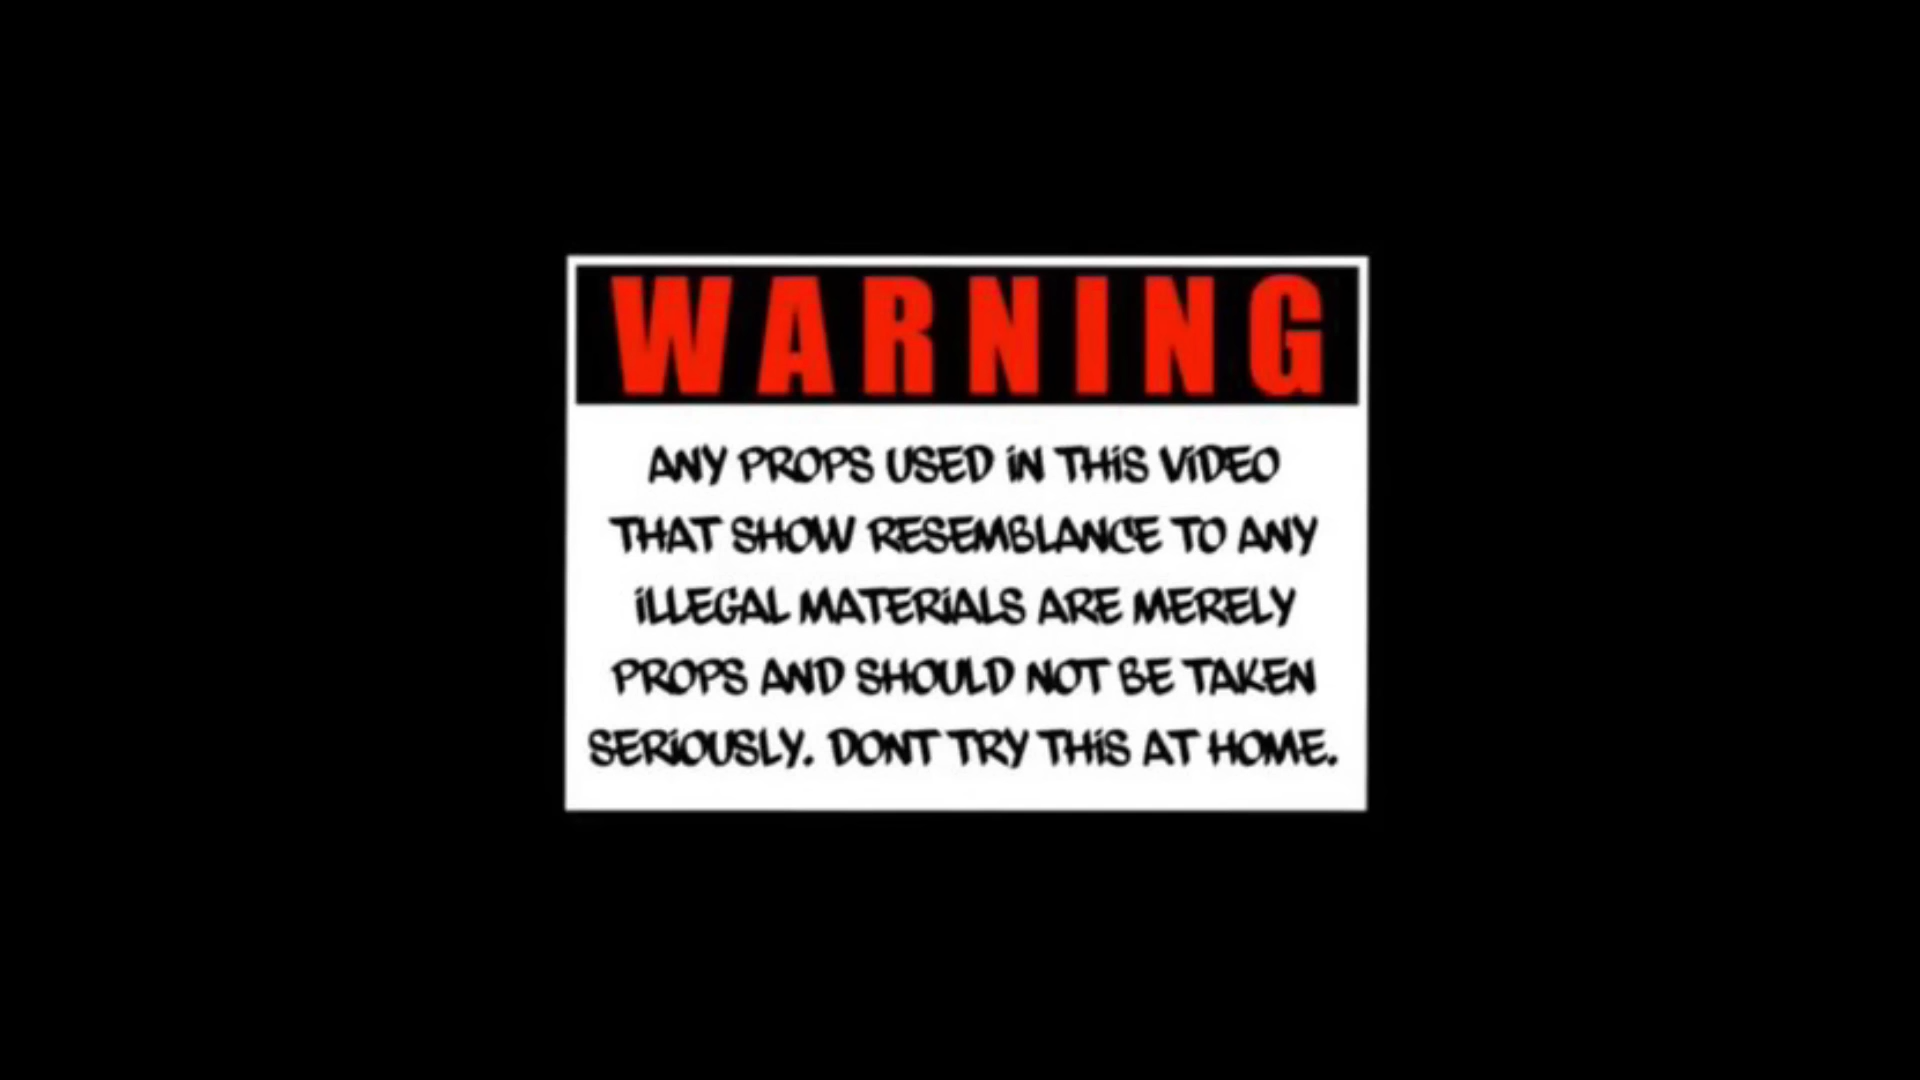 WARNING
ANY PROPS USED iN THiS ViDEO
THAT SHOW RESEMBLANCE TO ANY
iLLEGAL MATERiALS ARE MERELY
PROPS AND SHOULD NOT BE TAKEN
SERiOUSLY. DONT TRY THiS AT HOME.